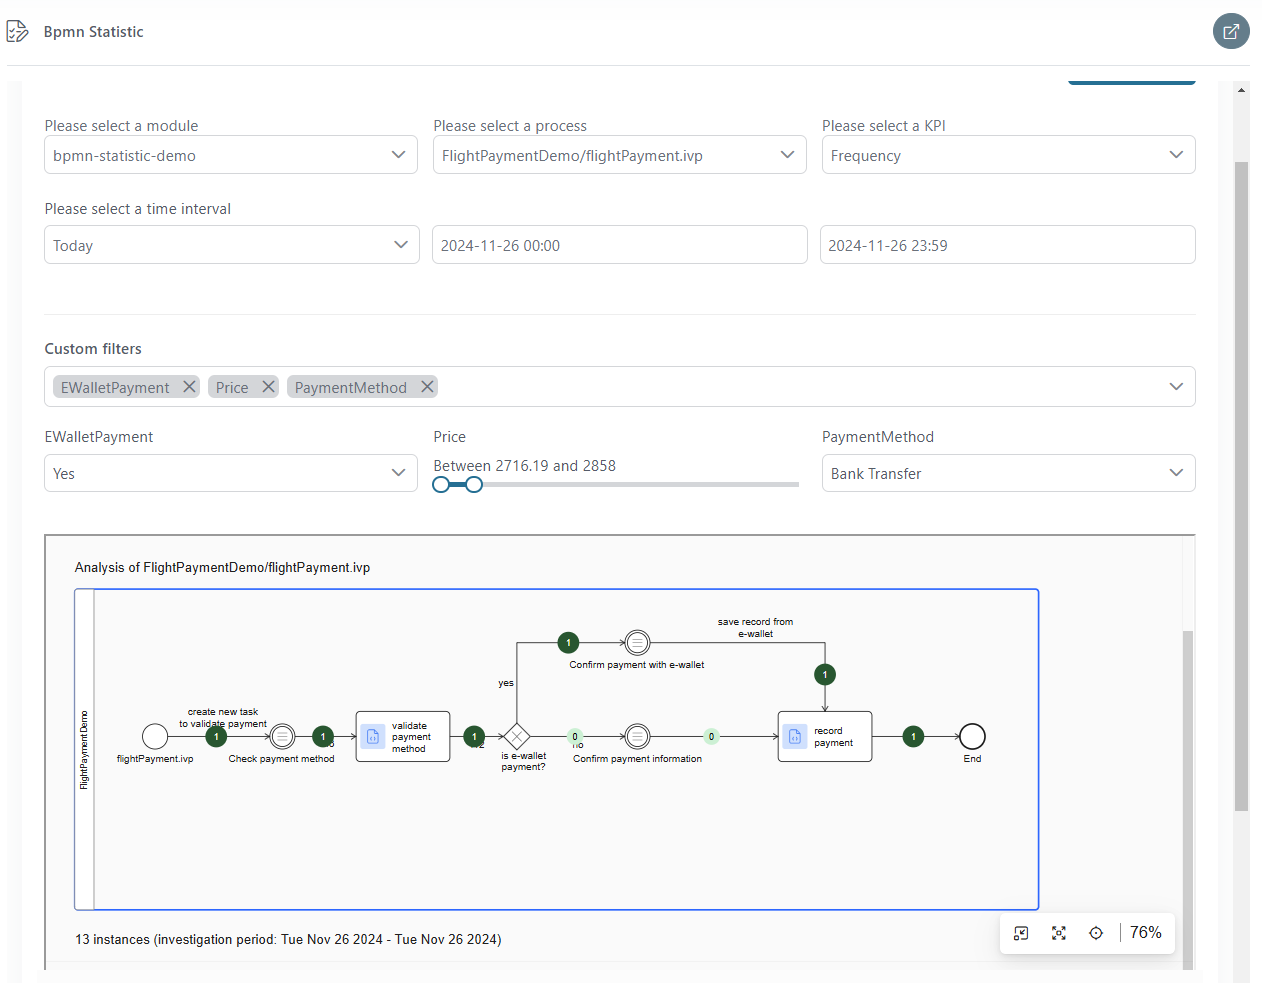 Bpmn Statistic
Please select a module
Please select a process
Please select a KPI
bpmn-statistic-demo
FlightPaymentDemo/flightPayment.ivp
Frequency
Please select a time interval
Today
2024-11-26 00:00
2024-11-26 23:59
Custom filters
EWalletPayment
Price
PaymentMethod
EWalletPayment
Price
PaymentMethod
Yes
Between 2716.19 and 2858
Bank Transfer
Analysis of FlightPaymentDemo/flightPayment.ivp
FlightPaymentDemo
flightPayment.ivp
create new task
to validate payment
1
Check payment method
1
validate
payment
method
1
is e-wallet
payment?
yes
1
Confirm payment with e-wallet
save record from
e-wallet
1
0
no
Confirm payment information
0
record
payment
1
End
13 instances (investigation period: Tue Nov 26 2024 - Tue Nov 26 2024)
76%